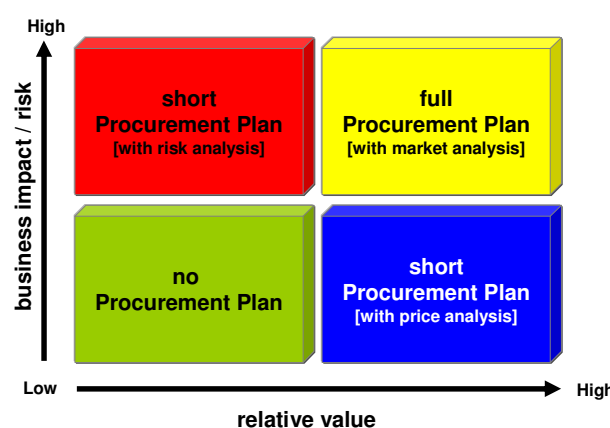 High
business impact / risk
short
Procurement Plan
[with risk analysis]
full
Procurement Plan
[with market analysis]
no
Procurement Plan
short
Procurement Plan
[with price analysis]
Low
High
relative value